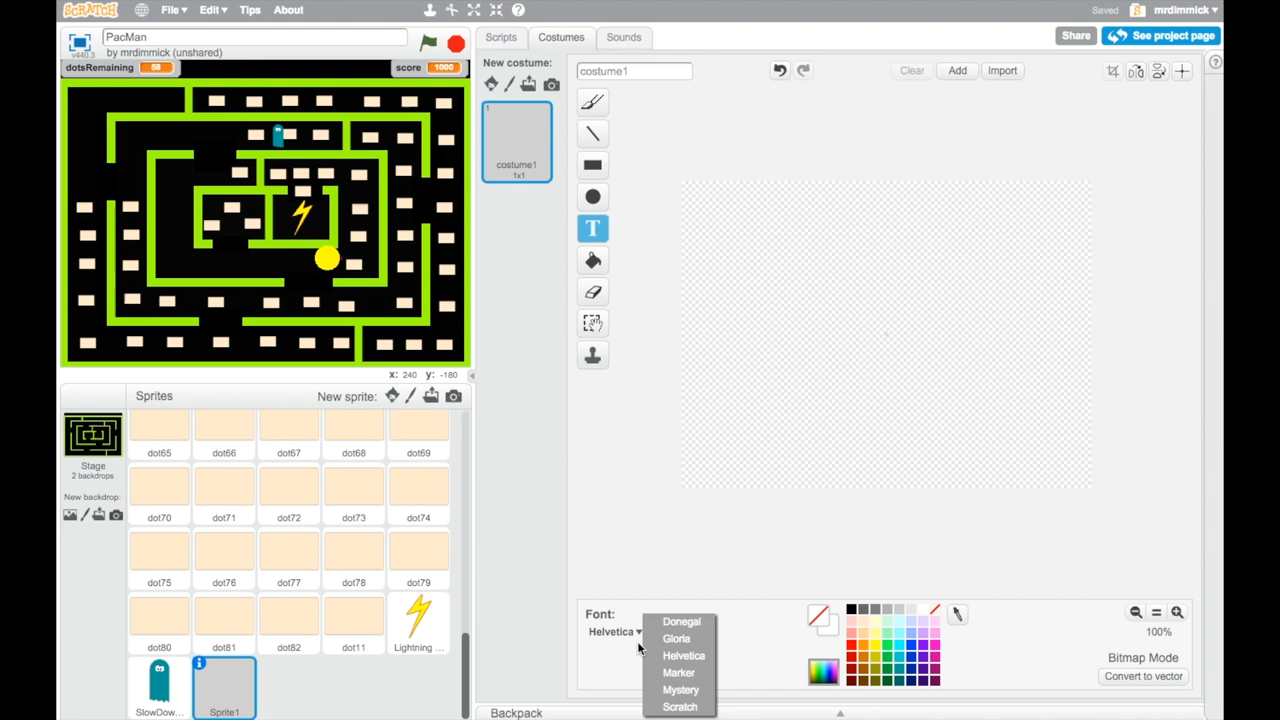 SCRATCH File Edit Tips About Saved mrdimmick
PacMan
by mrdimmick (unshared)
v440.3
Scripts Costumes Sounds
Share See project page
dotsRemaining 58 score 1000
New costume:
costume1
Clear Add Import
1
costume1
1x1
T
x: 240 y: -180
Sprites New sprite:
Stage
2 backdrops
New backdrop:
dot65 dot66 dot67 dot68 dot69
dot70 dot71 dot72 dot73 dot74
dot75 dot76 dot77 dot78 dot79
dot80 dot81 dot82 dot11 Lightning ...
SlowDow... Sprite1
Font:
Helvetica
Donegal
Gloria
Helvetica
Marker
Mystery
Scratch
100%
Bitmap Mode
Convert to vector
Backpack